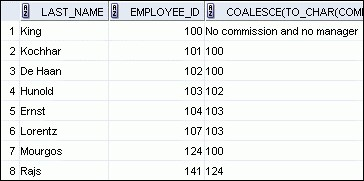 LAST_NAME EMPLOYEE_ID COALESCE(TO_CHAR(COM
1 King 100 No commission and no manager
2 Kochhar 101 100
3 De Haan 102 100
4 Hunold 103 102
5 Ernst 104 103
6 Lorentz 107 103
7 Mourgos 124 100
8 Rajs 141 124